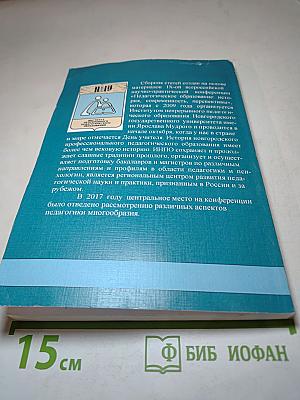 ИНПО
Сборник статей создан на основе
материалов IX-ой всероссийской
научно-практической конференции
«Педагогическое образование: исто-
рия, современность, перспективы»,
которая с 2009 года организуется
Институтом непрерывного педагоги-
ческого образования Новгородского
государственного университета име-
ни Ярослава Мудрого и проводится в
начале октября, когда у нас в стране
и мире отмечается День учителя. История новгородского
профессионального педагогического образования имеет
более чем вековую историю. ИНПО сохраняет и продол-
жает славные традиции прошлого, организует и осущест-
вляет подготовку бакалавров и магистров по различным
направлениям и профилям в области педагогики и пси-
хологии, является региональным центром развития педа-
гогической науки и практики, признанным в России и за
рубежом.
В 2017 году центральное место на конференции
было отведено рассмотрению различных аспектов
педагогики многообразия.
15 см
БИБ ИОФАН